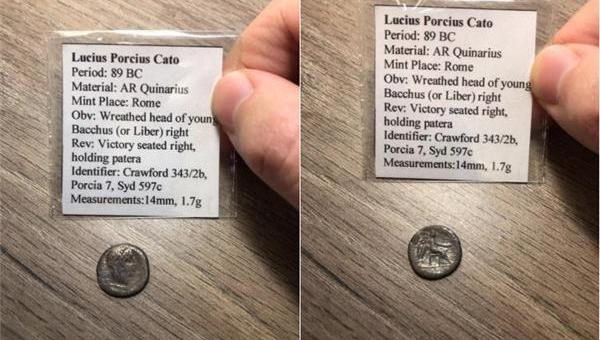 Lucius Porcius Cato
Period: 89 BC
Material: AR Quinarius
Mint Place: Rome
Obv: Wreathed head of young
Bacchus (or Liber) right
Rev: Victory seated right,
holding patera
Identifier: Crawford 343/2b,
Porcia 7, Syd 597c
Measurements:14mm, 1.7g
Lucius Porcius Cato
Period: 89 BC
Material: AR Quinarius
Mint Place: Rome
Obv: Wreathed head of young
Bacchus (or Liber) right
Rev: Victory seated right,
holding patera
Identifier: Crawford 343/2b,
Porcia 7, Syd 597c
Measurements:14mm, 1.7g